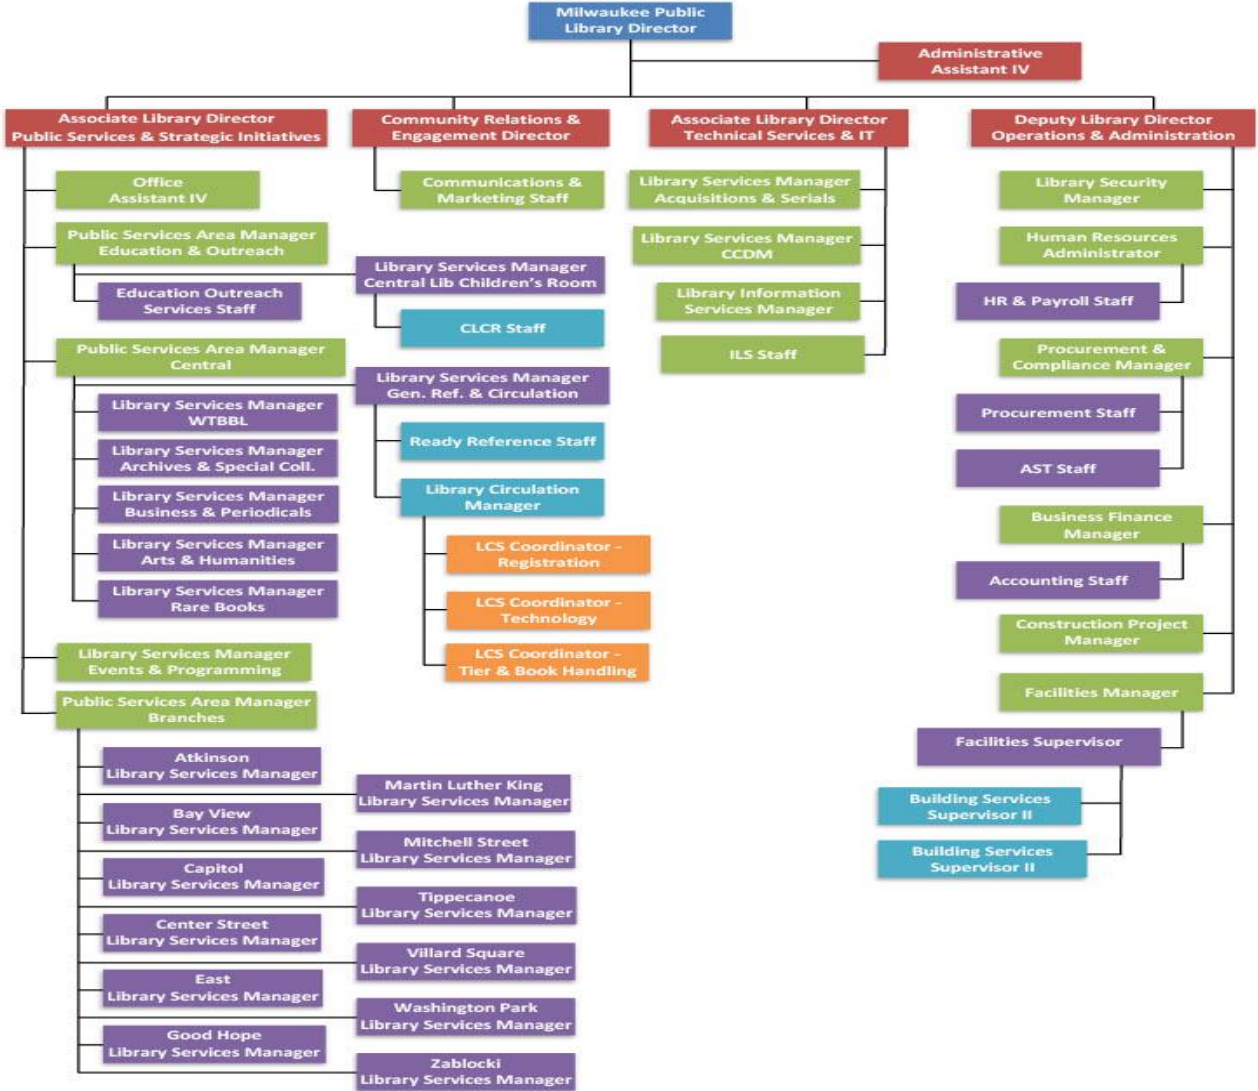 Milwaukee Public
Library Director
Administrative
Assistant IV
Associate Library Director
Public Services & Strategic Initiatives
Community Relations &
Engagement Director
Associate Library Director
Technical Services & IT
Deputy Library Director
Operations & Administration
Office
Assistant IV
Public Services Area Manager
Education & Outreach
Education Outreach
Services Staff
Library Services Manager
Central Lib Children's Room
CLCR Staff
Public Services Area Manager
Central
Library Services Manager
WTBBL
Library Services Manager
Archives & Special Coll.
Library Services Manager
Business & Periodicals
Library Services Manager
Arts & Humanities
Library Services Manager
Rare Books
Library Services Manager
Gen. Ref. & Circulation
Ready Reference Staff
Library Circulation
Manager
LCS Coordinator -
Registration
LCS Coordinator -
Technology
LCS Coordinator -
Tier & Book Handling
Library Services Manager
Events & Programming
Public Services Area Manager
Branches
Atkinson
Library Services Manager
Bay View
Library Services Manager
Capitol
Library Services Manager
Center Street
Library Services Manager
East
Library Services Manager
Good Hope
Library Services Manager
Martin Luther King
Library Services Manager
Mitchell Street
Library Services Manager
Tippecanoe
Library Services Manager
Villard Square
Library Services Manager
Washington Park
Library Services Manager
Zablocki
Library Services Manager
Communications &
Marketing Staff
Library Services Manager
Acquisitions & Serials
Library Services Manager
CCDM
Library Information
Services Manager
ILS Staff
Library Security
Manager
Human Resources
Administrator
HR & Payroll Staff
Procurement &
Compliance Manager
Procurement Staff
AST Staff
Business Finance
Manager
Accounting Staff
Construction Project
Manager
Facilities Manager
Facilities Supervisor
Building Services
Supervisor II
Building Services
Supervisor II